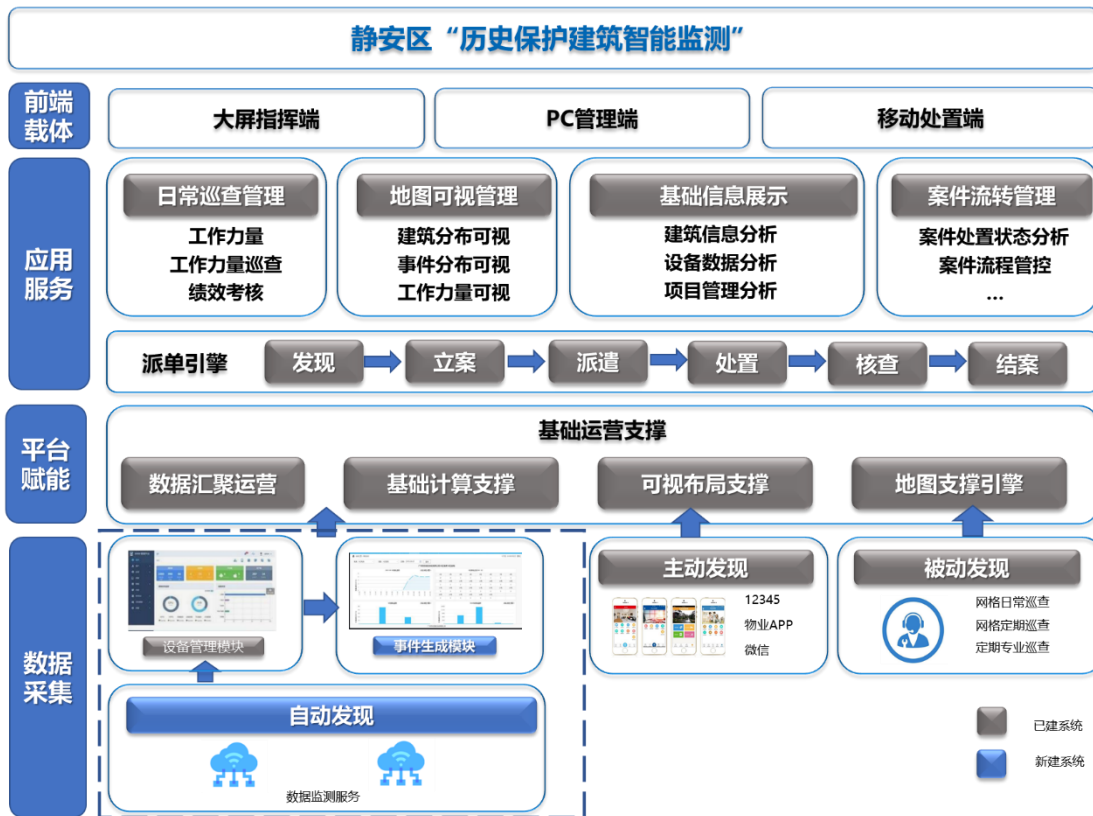 静安区“历史保护建筑智能监测”
前端
载体
大屏指挥端
PC管理端
移动处置端
应用
服务
日常巡查管理
工作力量
工作力量巡查
绩效考核
地图可视管理
建筑分布可视
事件分布可视
工作力量可视
基础信息展示
建筑信息分析
设备数据分析
项目管理分析
案件流转管理
案件处置状态分析
案件流程管控
...
派单引擎
发现
立案
派遣
处置
核查
结案
平台
赋能
基础运营支撑
数据汇聚运营
基础计算支撑
可视布局支撑
地图支撑引擎
数据
采集
设备管理模块
事件生成模块
自动发现
数据监测服务
主动发现
12345
物业APP
微信
被动发现
网格日常巡查
网格定期巡查
定期专业巡查
已建系统
新建系统